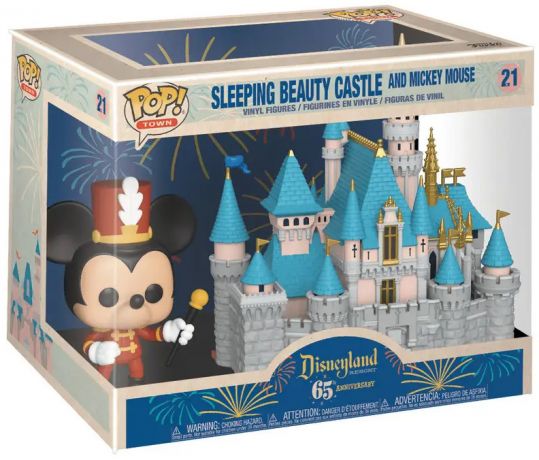 21
POP!
TOWN
SLEEPING BEAUTY CASTLE AND MICKEY MOUSE
VINYL FIGURES / FIGURINES EN VINYLE / FIGURAS DE VINIL
21
Disneyland
RESORT
65th ANNIVERSARY
WARNING: CHOKING HAZARD.
ATTENTION: DANGER D'ÉTOUFFEMENT
ADVERTENCIA: PELIGRO DE ASFIXIA.